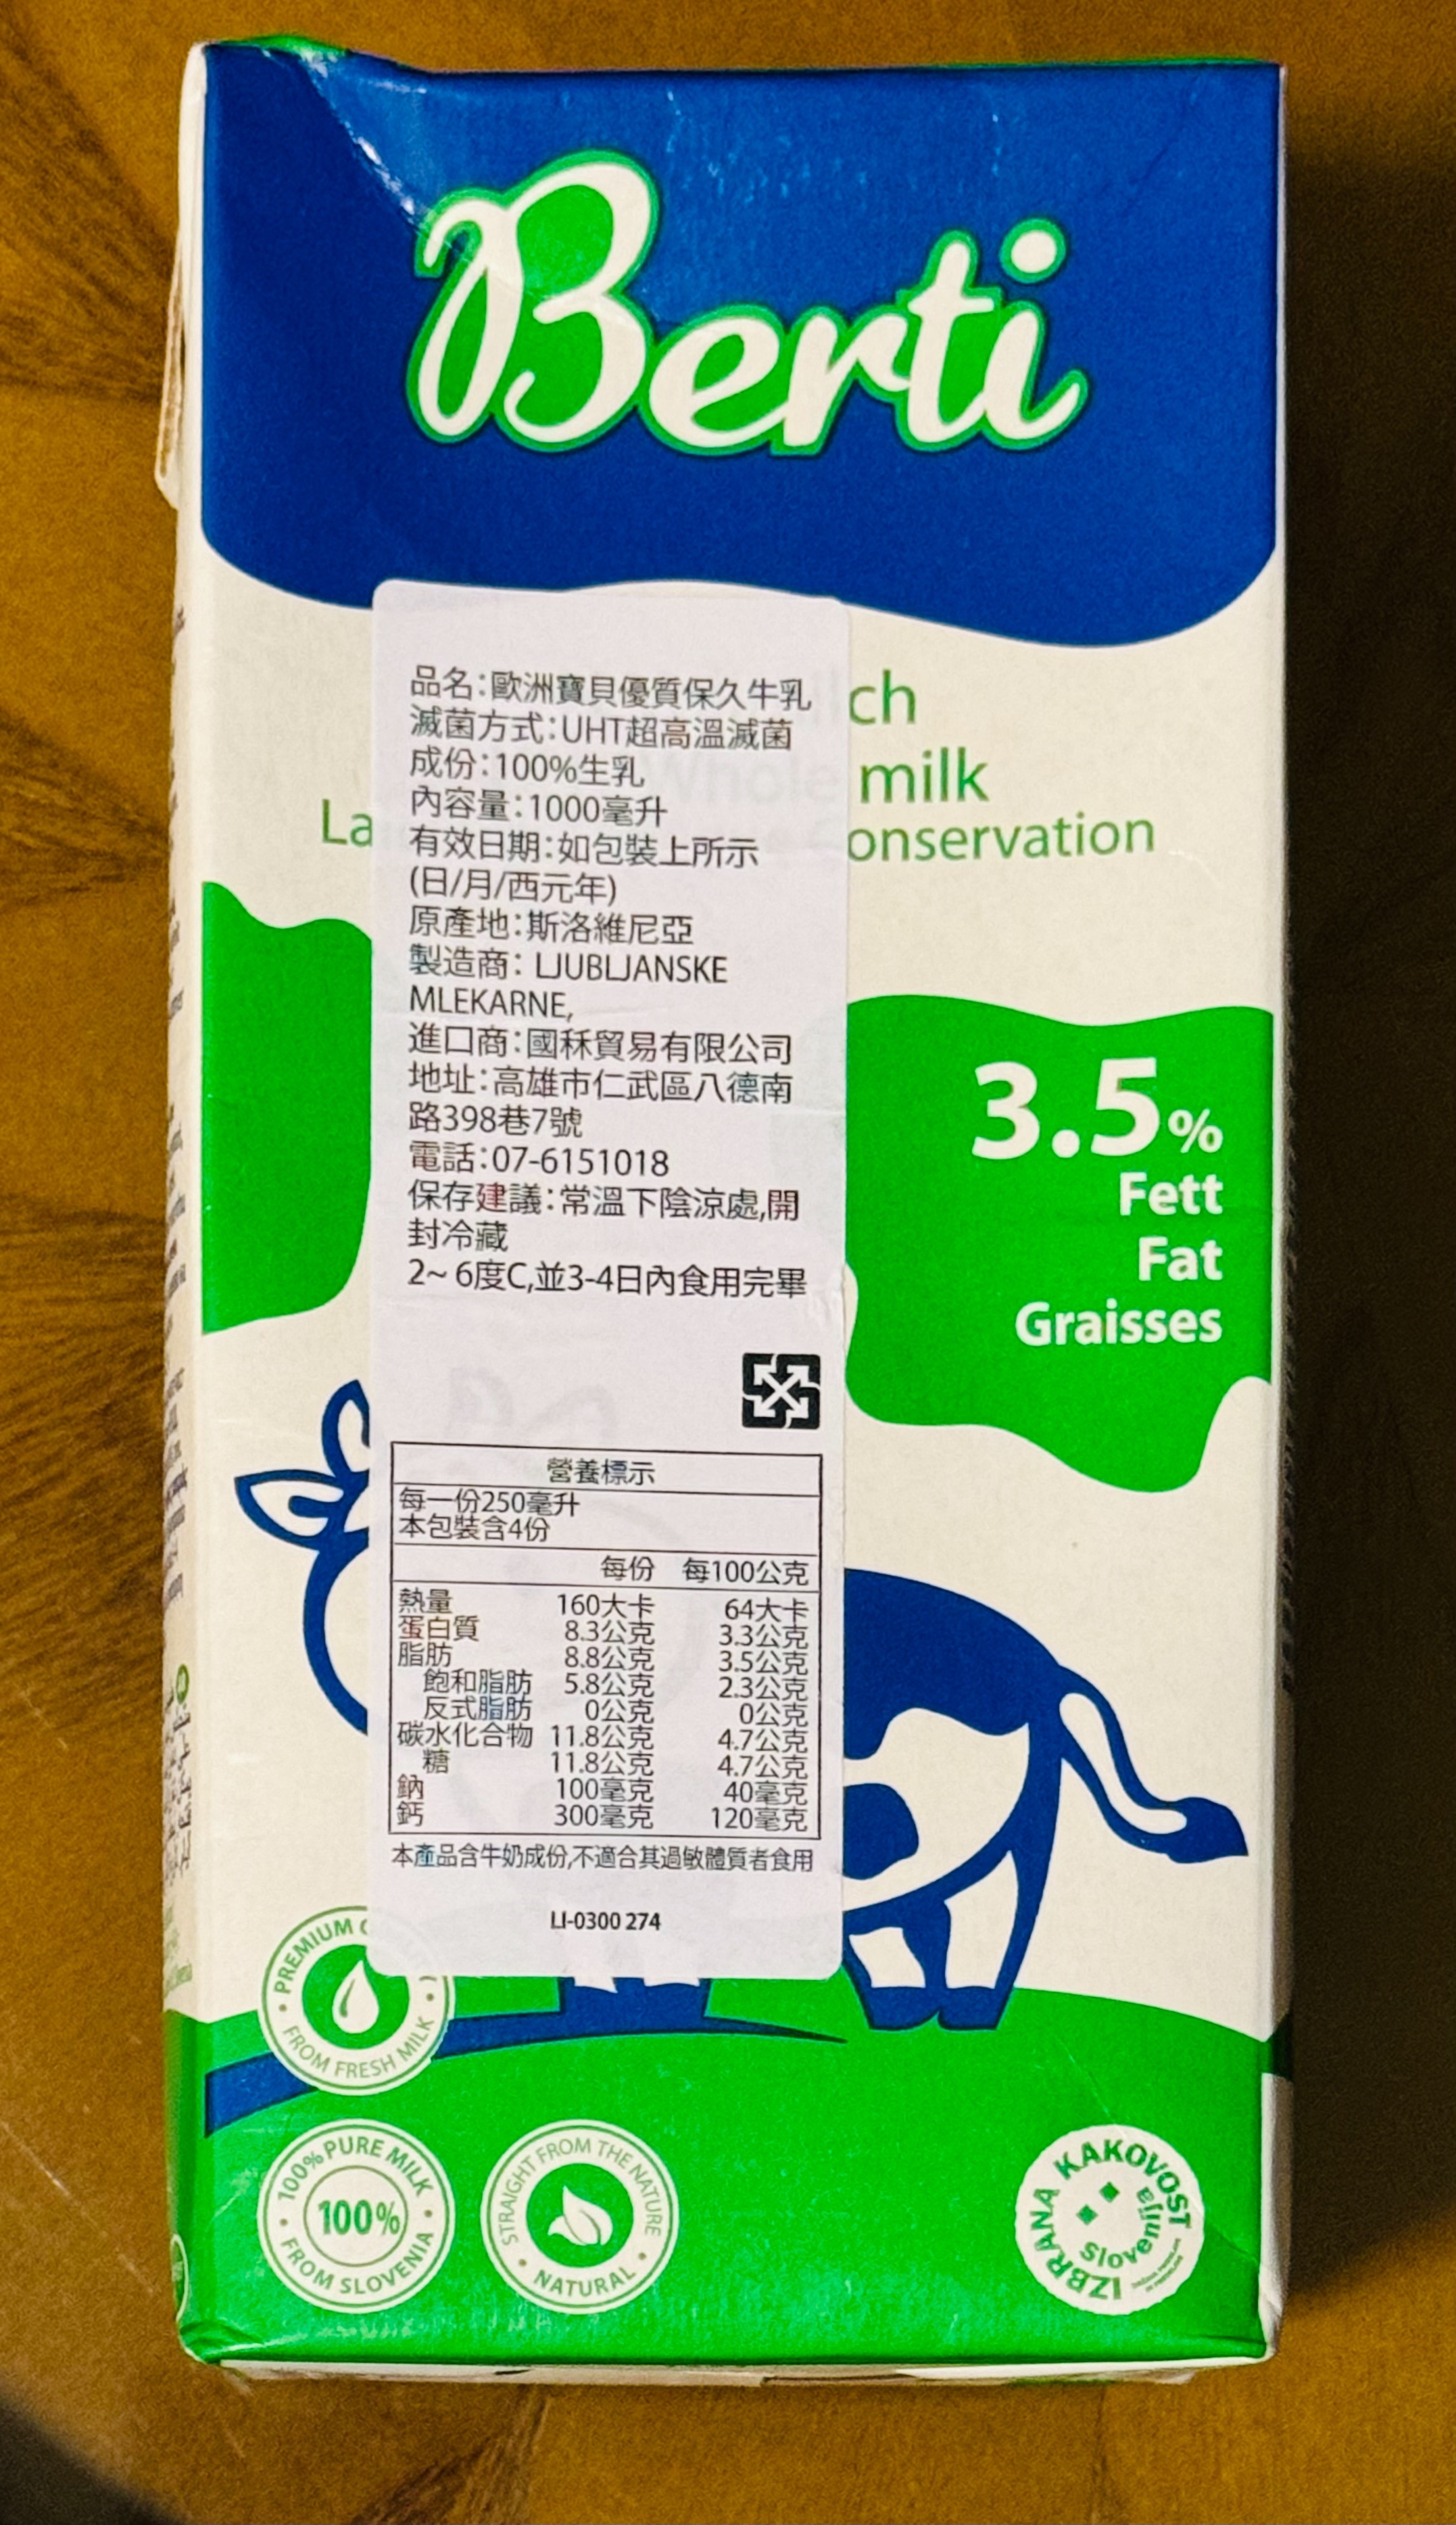 Berti
ch
milk
La
onservation
品名:歐洲寶貝優質保久牛乳
滅菌方式:UHT超高溫滅菌
成份:100%生乳
內容量:1000毫升
有效日期:如包裝上所示
(日/月/西元年)
原產地:斯洛維尼亞
製造商: LJUBLJANSKE
MLEKARNE,
進口商:國秝貿易有限公司
地址:高雄市仁武區八德南
路398巷7號
電話:07-6151018
保存建議:常溫下陰涼處,開
封冷藏
2~ 6度C,並3-4日內食用完畢
3.5%
Fett
Fat
Graisses
營養標示
每一份250毫升
本包裝含4份
每份 每100公克
熱量 160大卡 64大卡
蛋白質 8.3公克 3.3公克
脂肪 8.8公克 3.5公克
飽和脂肪 5.8公克 2.3公克
反式脂肪 0公克 0公克
碳水化合物 11.8公克 4.7公克
糖 11.8公克 4.7公克
鈉 100毫克 40毫克
鈣 300毫克 120毫克
本產品含牛奶成份,不適合其過敏體質者食用
LI-0300 274
PREMIUM
FROM FRESH MILK
100% PURE MILK
100%
FROM SLOVENIA
STRAIGHT FROM THE NATURE
NATURAL
IZBRANA KAKOVOST
Slovenija